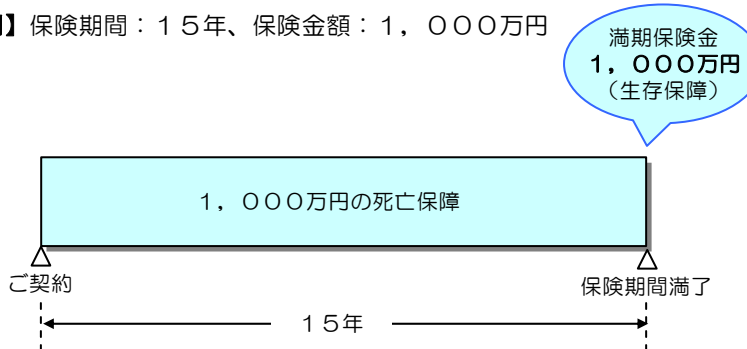 】保険期間：１５年、保険金額：１，０００万円
満期保険金
１，０００万円
（生存保障）
１，０００万円の死亡保障
ご契約
保険期間満了
１５年